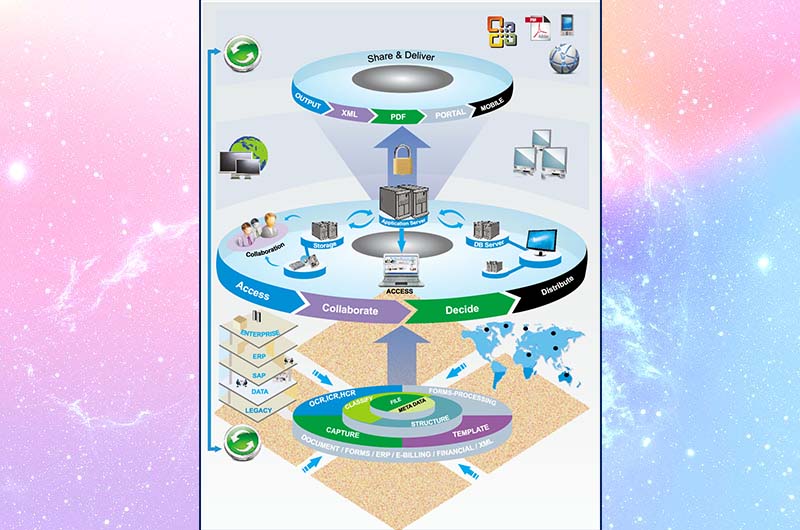 Share & Deliver
OUTPUT
XML
PDF
PORTAL
MOBILE
Application Server
Storage
DB Server
Collaboration
ACCESS
Access
Collaborate
Decide
Distribute
ENTERPRISE
ERP
SAP
DATA
LEGACY
OCR,ICR,HCR
FORMS-PROCESSING
CLASSIFY
FILE
META DATA
STRUCTURE
CAPTURE
TEMPLATE
DOCUMENT / FORMS / ERP / E-BILLING / FINANCIAL / XML